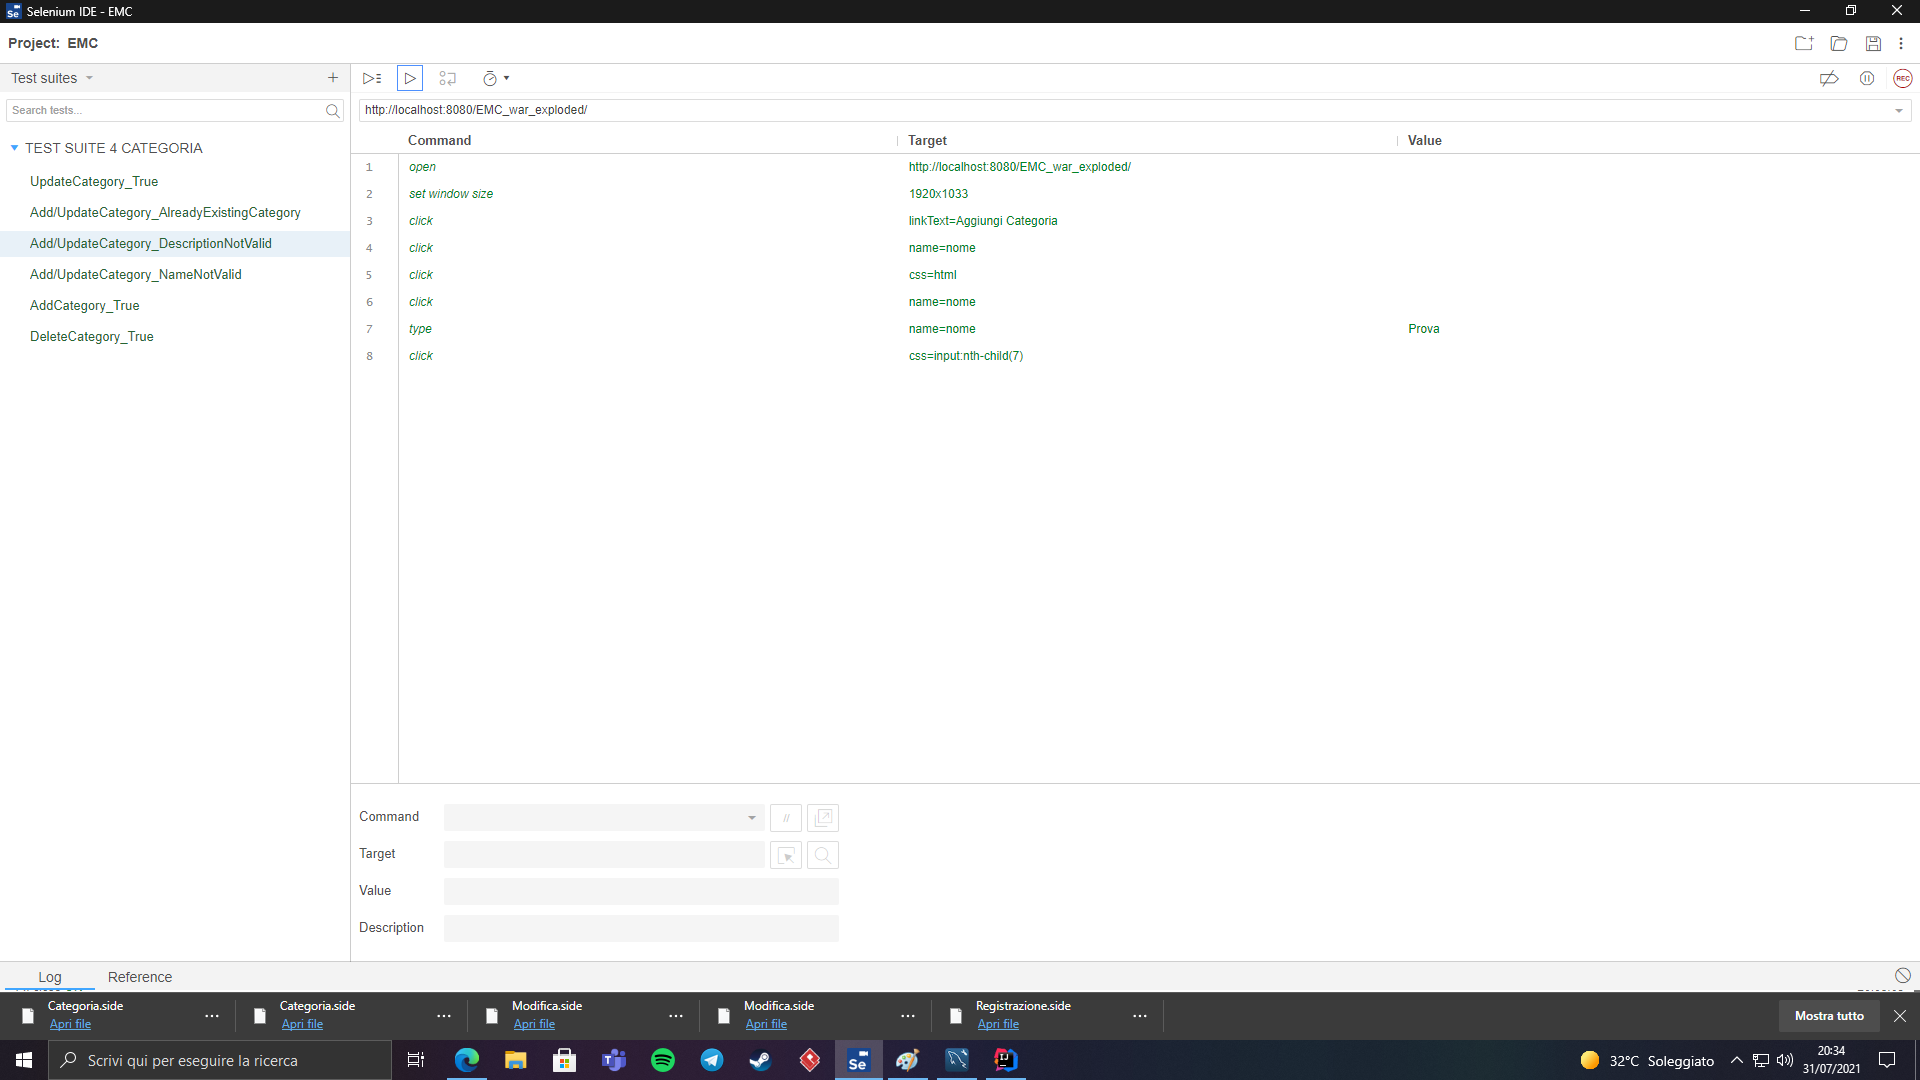 Selenium IDE - EMC
Project: EMC
Test suites
Search tests...
TEST SUITE 4 CATEGORIA
UpdateCategory_True
Add/UpdateCategory_AlreadyExistingCategory
Add/UpdateCategory_DescriptionNotValid
Add/UpdateCategory_NameNotValid
AddCategory_True
DeleteCategory_True
REC
http://localhost:8080/EMC_war_exploded/
Command Target Value
1 open http://localhost:8080/EMC_war_exploded/
2 set window size 1920x1033
3 click linkText=Aggiungi Categoria
4 click name=nome
5 click css=html
6 click name=nome
7 type name=nome Prova
8 click css=input:nth-child(7)
Command //
Target
Value
Description
Log Reference
Categoria.side Categoria.side Modifica.side Modifica.side Registrazione.side
Apri file Apri file Apri file Apri file Apri file
Mostra tutto
Scrivi qui per eseguire la ricerca
Se
32°C Soleggiato
20:34
31/07/2021